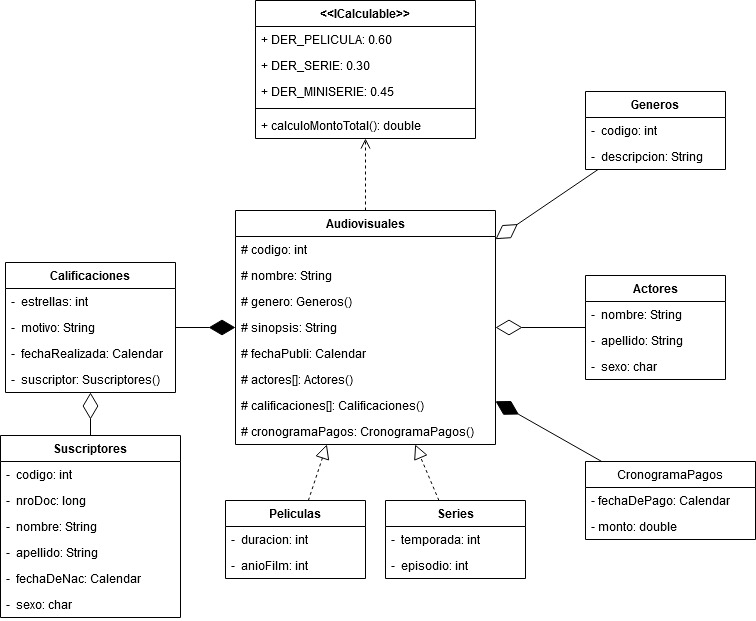 <<ICalculable>>
+ DER_PELICULA: 0.60
+ DER_SERIE: 0.30
+ DER_MINISERIE: 0.45
+ calculoMontoTotal(): double
Generos
- codigo: int
- descripcion: String
Audiovisuales
# codigo: int
# nombre: String
# genero: Generos()
# sinopsis: String
# fechaPubli: Calendar
# actores[]: Actores()
# calificaciones[]: Calificaciones()
# cronogramaPagos: CronogramaPagos()
Calificaciones
- estrellas: int
- motivo: String
- fechaRealizada: Calendar
- suscriptor: Suscriptores()
Actores
- nombre: String
- apellido: String
- sexo: char
Suscriptores
- codigo: int
- nroDoc: long
- nombre: String
- apellido: String
- fechaDeNac: Calendar
- sexo: char
Peliculas
- duracion: int
- anioFilm: int
Series
- temporada: int
- episodio: int
CronogramaPagos
- fechaDePago: Calendar
- monto: double